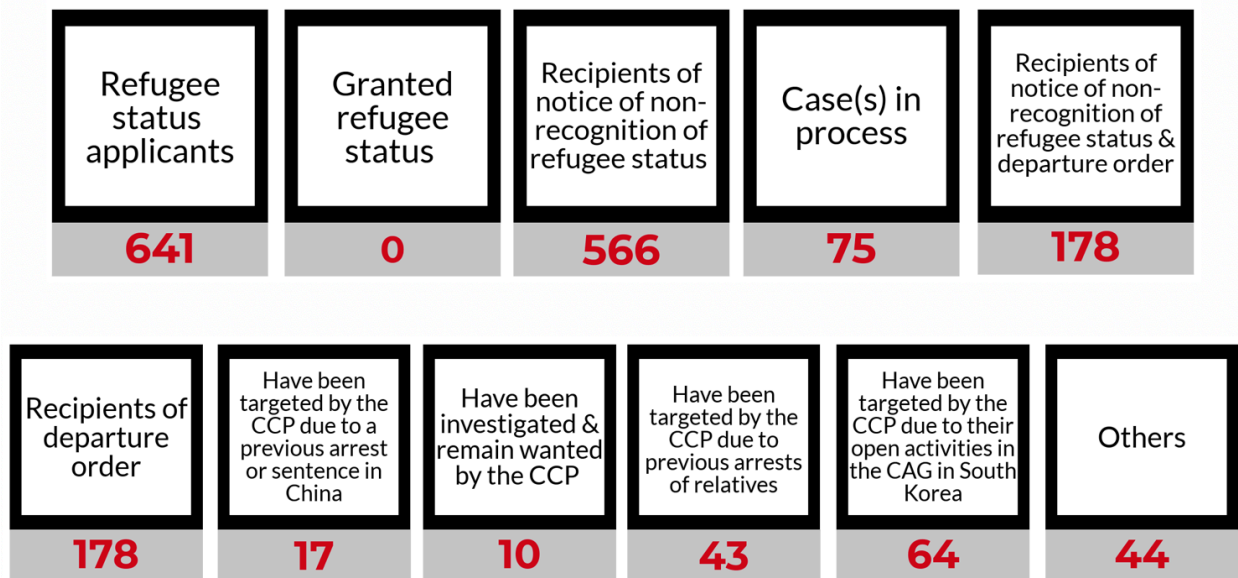 Refugee
status
applicants
641
Granted
refugee
status
0
Recipients of
notice of non-
recognition of
refugee status
566
Case(s) in
process
75
Recipients of
notice of non-
recognition of
refugee status &
departure order
178
Recipients of
departure
order
178
Have been
targeted by the
CCP due to a
previous arrest
or sentence in
China
17
Have been
investigated &
remain wanted
by the CCP
10
Have been
targeted by the
CCP due to
previous arrests
of relatives
43
Have been
targeted by the
CCP due to their
open activities in
the CAG in South
Korea
64
Others
44